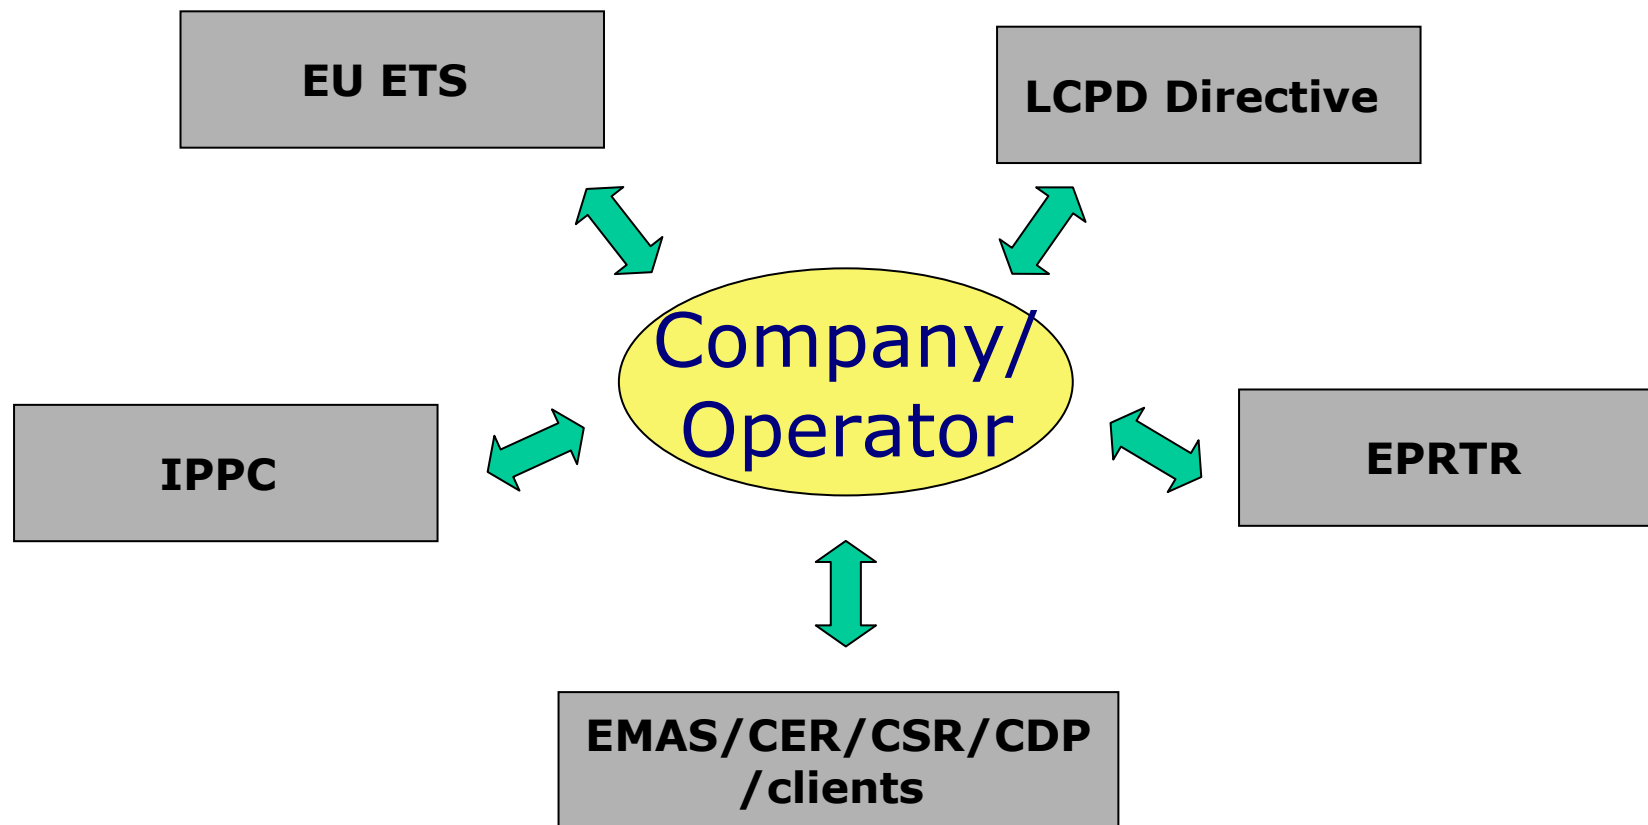 EU ETS
LCPD Directive
Company/
Operator
IPPC
EPRTR
EMAS/CER/CSR/CDP
/clients